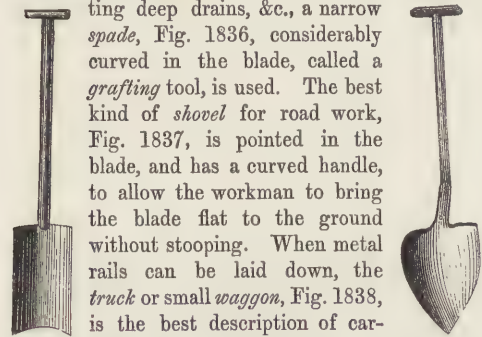 ting deep drains, &c., a narrow
spade, Fig. 1836, considerably
curved in the blade, called a
grafting tool, is used. The best
kind of shovel for road work,
Fig. 1837, is pointed in the
blade, and has a curved handle,
to allow the workman to bring
the blade flat to the ground
without stooping. When metal
rails can be laid down, the
truck or small waggon, Fig. 1838,
is the best description of car-